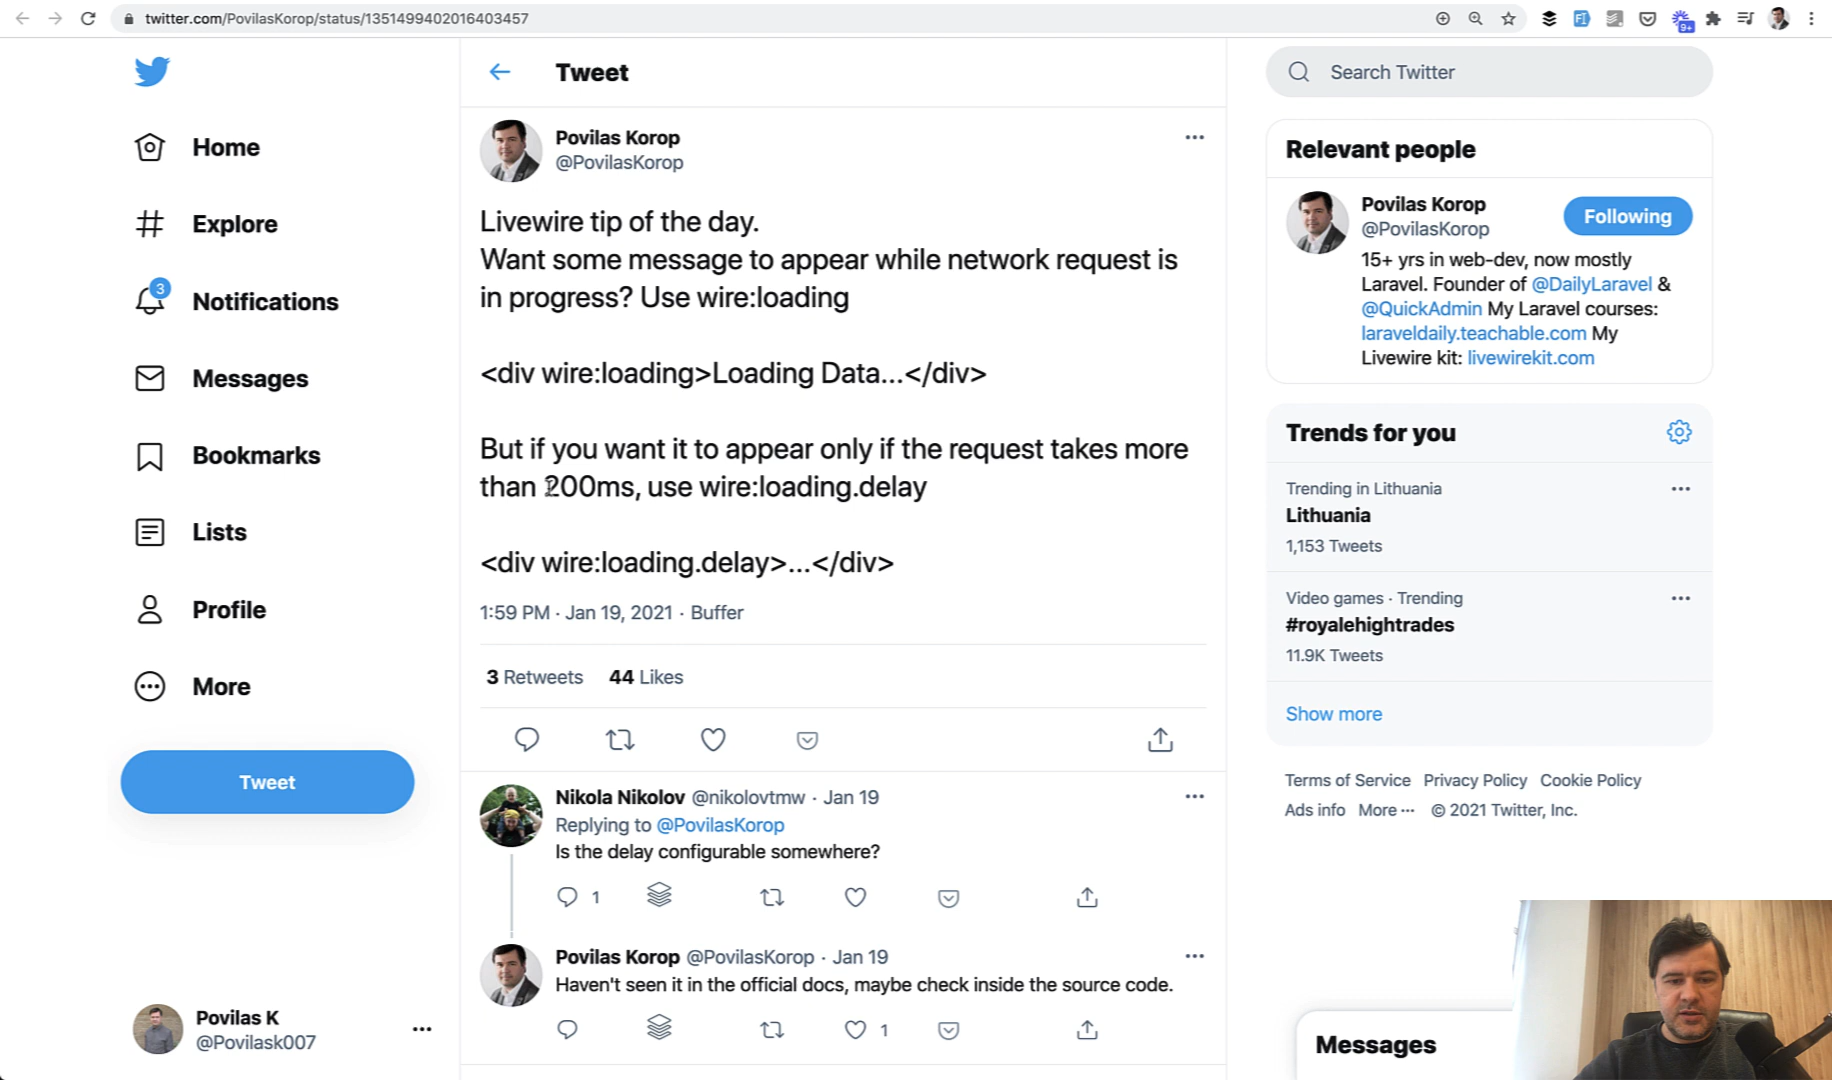 twitter.com/PovilasKorop/status/1351499402016403457
9+
Home
Explore
3
Notifications
Messages
Bookmarks
Lists
Profile
More
Tweet
Povilas K
@Povilask007
Tweet
Povilas Korop
@PovilasKorop
Livewire tip of the day.
Want some message to appear while network request is
in progress? Use wire:loading
<div wire:loading>Loading Data...</div>
But if you want it to appear only if the request takes more
than 200ms, use wire:loading.delay
<div wire:loading.delay>...</div>
1:59 PM · Jan 19, 2021 · Buffer
3 Retweets 44 Likes
Nikola Nikolov @nikolovtmw · Jan 19
Replying to @PovilasKorop
Is the delay configurable somewhere?
1
Povilas Korop @PovilasKorop · Jan 19
Haven't seen it in the official docs, maybe check inside the source code.
1
Search Twitter
Relevant people
Povilas Korop
@PovilasKorop
Following
15+ yrs in web-dev, now mostly
Laravel. Founder of @DailyLaravel &
@QuickAdmin My Laravel courses:
laraveldaily.teachable.com My
Livewire kit: livewirekit.com
Trends for you
Trending in Lithuania
Lithuania
1,153 Tweets
Video games · Trending
#royalehightrades
11.9K Tweets
Show more
Terms of Service Privacy Policy Cookie Policy
Ads info More ··· © 2021 Twitter, Inc.
Messages